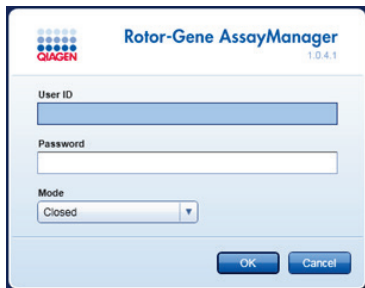 QIAGEN
Rotor-Gene AssayManager
1.0.4.1
User ID
Password
Mode
Closed
OK Cancel